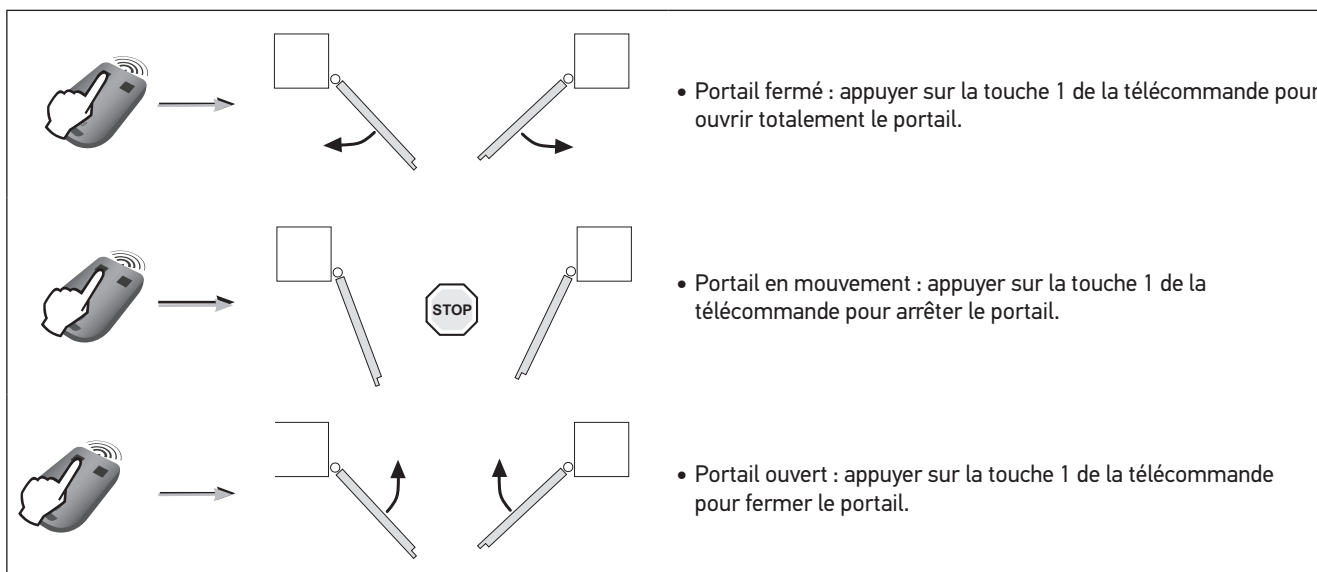 • Portail fermé : appuyer sur la touche 1 de la télécommande pour
ouvrir totalement le portail.
STOP
• Portail en mouvement : appuyer sur la touche 1 de la
télécommande pour arrêter le portail.
• Portail ouvert : appuyer sur la touche 1 de la télécommande
pour fermer le portail.